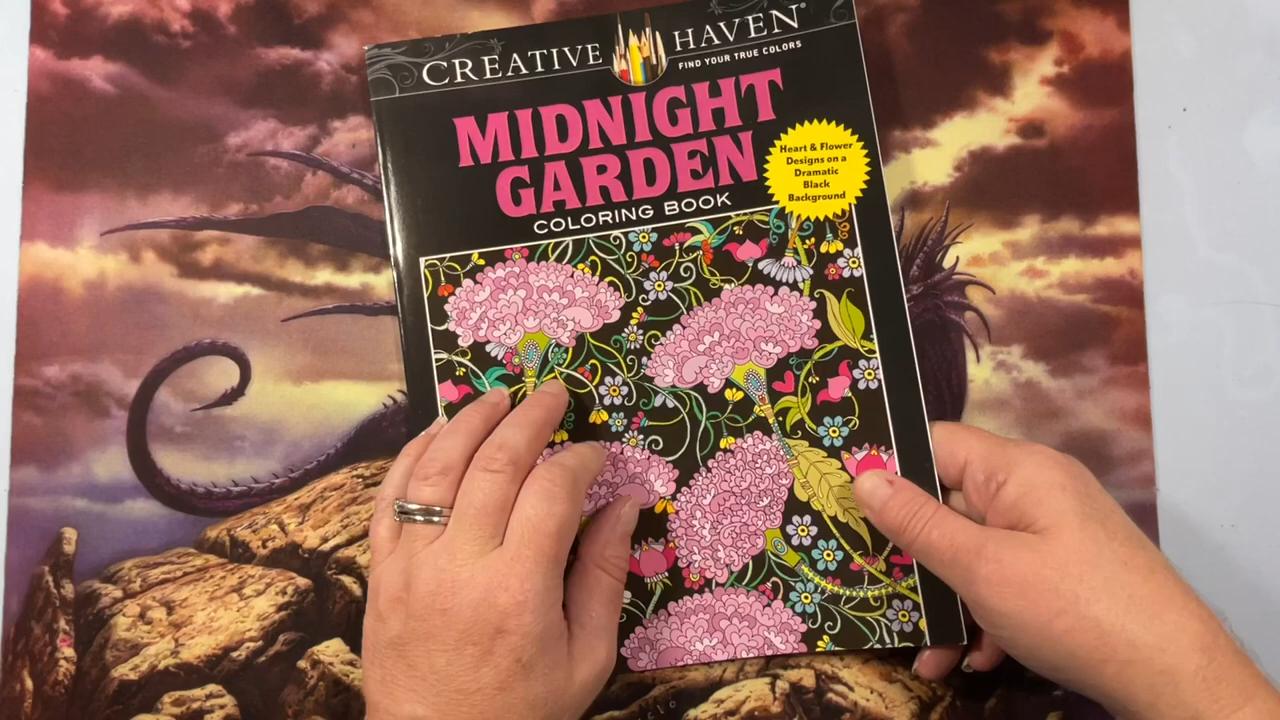 CREATIVE HAVEN®
FIND YOUR TRUE COLORS
MIDNIGHT
GARDEN
COLORING BOOK
Heart & Flower
Designs on a
Dramatic
Black
Background